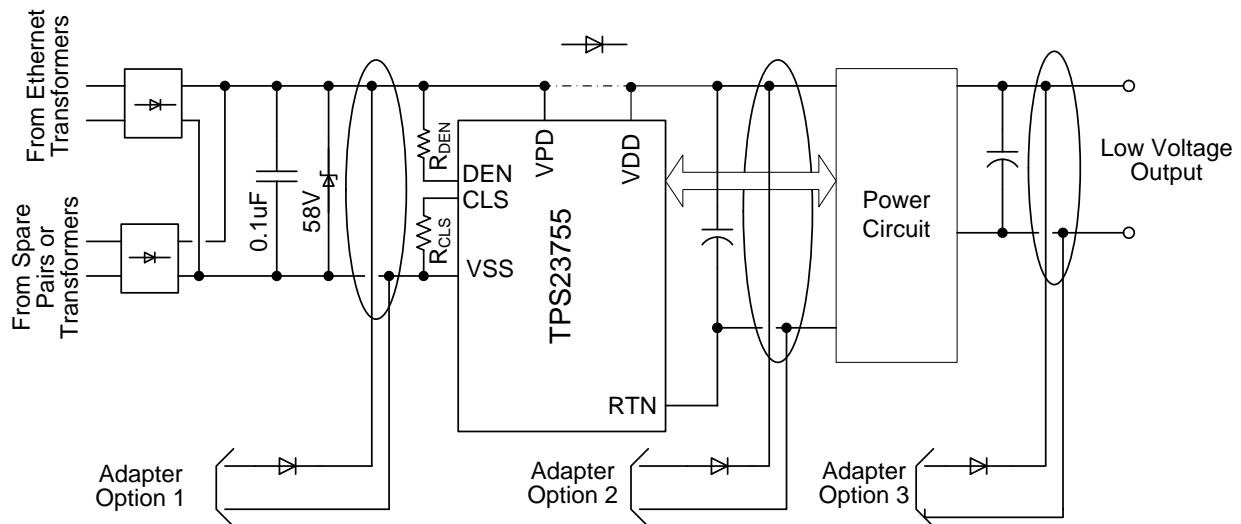 From Ethernet
Transformers
From Spare
Pairs or
Transformers
0.1uF
58V
RDEN
RCLS
DEN
CLS
VSS
VPD
VDD
TPS23755
RTN
Power
Circuit
Low Voltage
Output
Adapter
Option 1
Adapter
Option 2
Adapter
Option 3